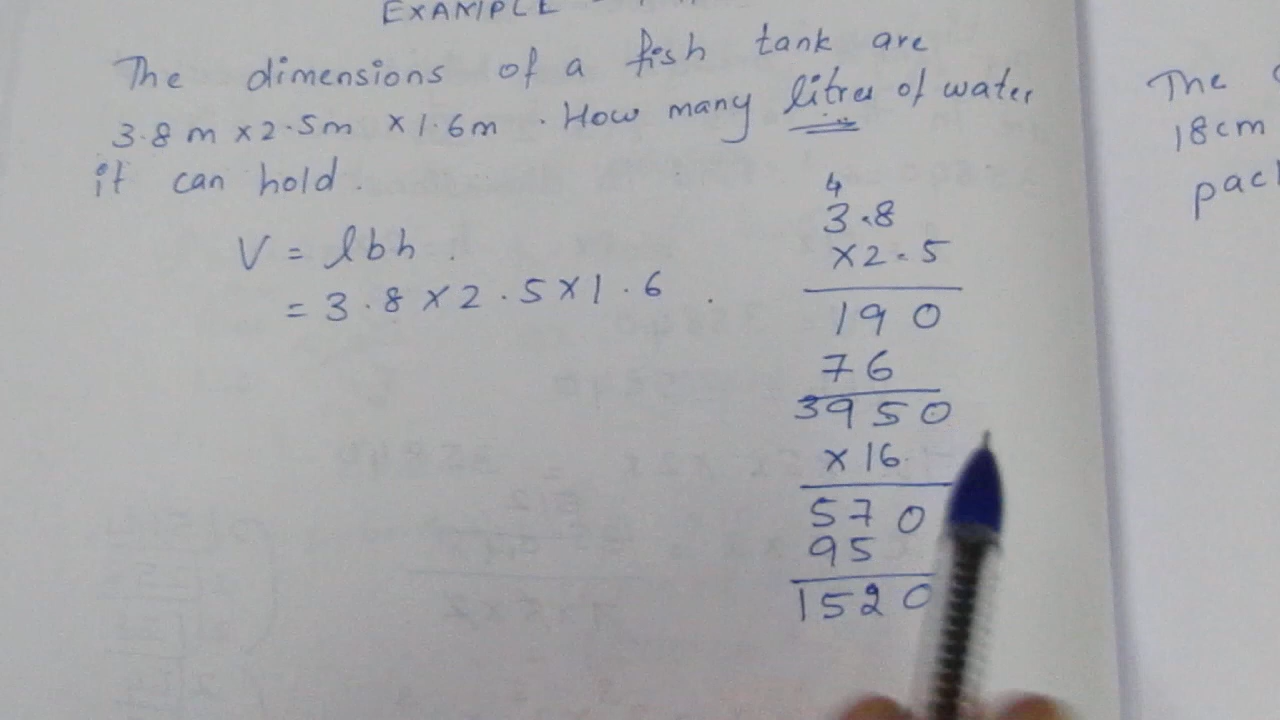 EXAMPLE
The dimensions of a fish tank are
3.8 m x 2.5m x 1.6m . How many litres of water
it can hold.
V = lbh .
= 3.8 x 2.5 x 1.6 .
4
3.8
x2.5
190
76
3950
x 16
570
95
1520
The
18cm